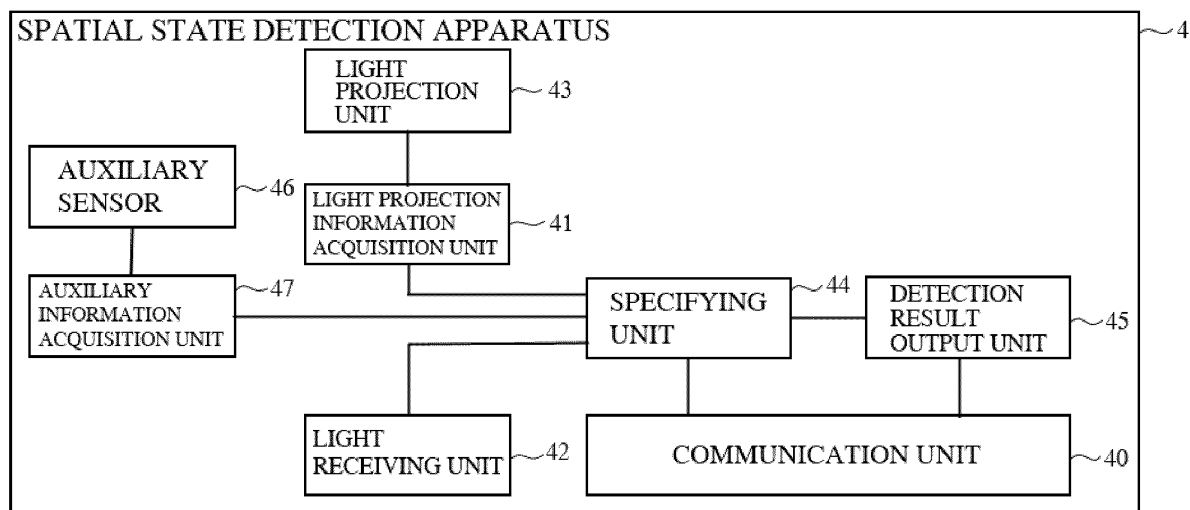 SPATIAL STATE DETECTION APPARATUS
4
LIGHT
PROJECTION
UNIT
43
AUXILIARY
SENSOR
46
LIGHT PROJECTION
INFORMATION
ACQUISITION UNIT
41
AUXILIARY
INFORMATION
ACQUISITION UNIT
47
SPECIFYING
UNIT
44
DETECTION
RESULT
OUTPUT UNIT
45
LIGHT
RECEIVING UNIT
42
COMMUNICATION UNIT
40